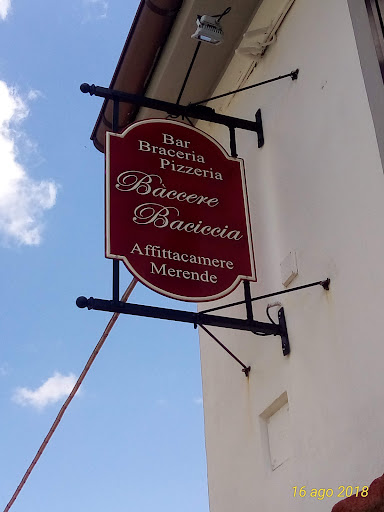 Bar
Braceria
Pizzeria
Bàccere
Baciccia
Affittacamere
Merende
16 ago 2018